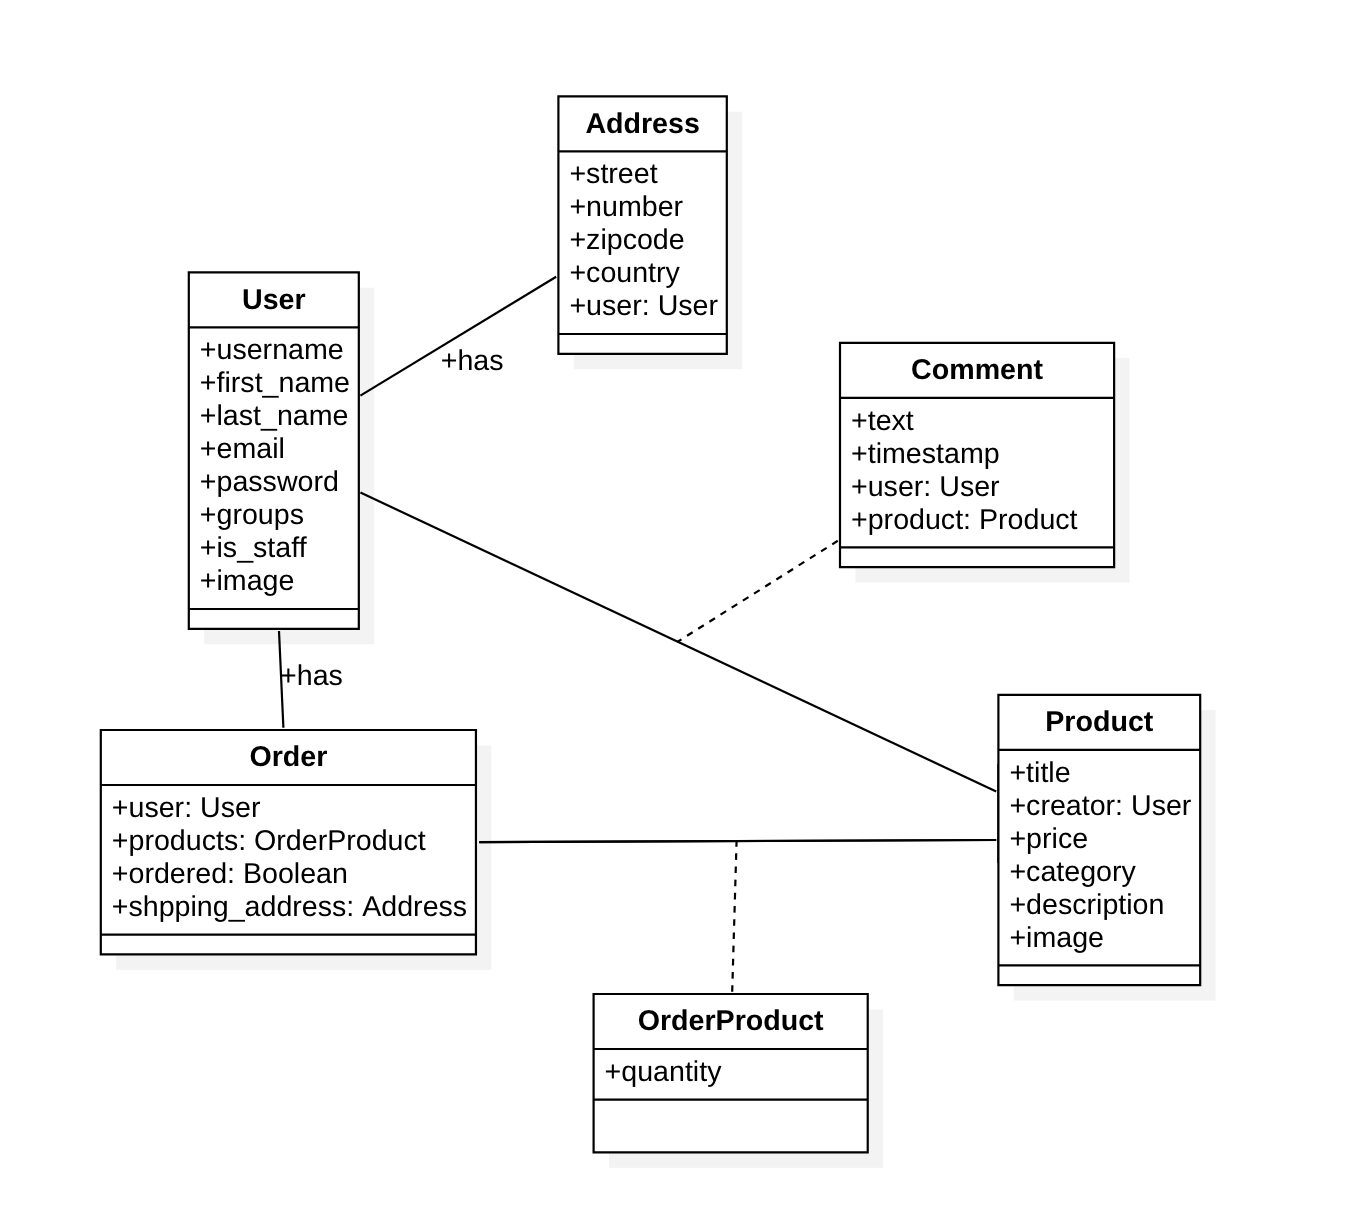 Address
+street
+number
+zipcode
+country
+user: User
User
+username
+first_name
+last_name
+email
+password
+groups
+is_staff
+image
+has
Comment
+text
+timestamp
+user: User
+product: Product
+has
Order
+user: User
+products: OrderProduct
+ordered: Boolean
+shpping_address: Address
Product
+title
+creator: User
+price
+category
+description
+image
OrderProduct
+quantity